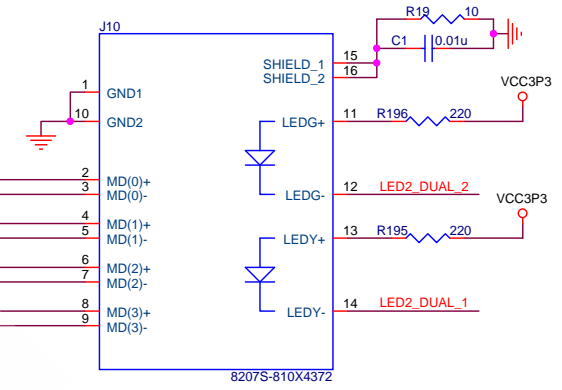 R19 10
J10
C1 0.01u
15
SHIELD_1
16
SHIELD_2
VCC3P3
1
GND1
10
GND2
LEDG+
11
R196 220
2
MD(0)+
3
MD(0)-
LEDG-
12
LED2_DUAL_2
VCC3P3
4
MD(1)+
5
MD(1)-
LEDY+
13
R195 220
6
MD(2)+
7
MD(2)-
8
MD(3)+
9
MD(3)-
LEDY-
14
LED2_DUAL_1
8207S-810X4372